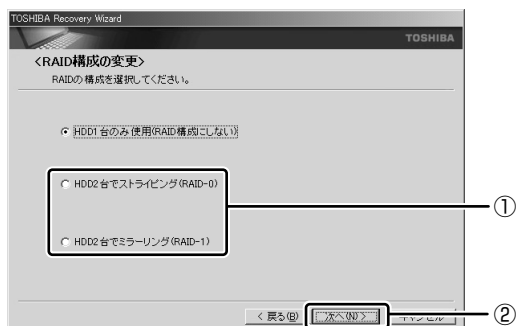 TOSHIBA Recovery Wizard
TOSHIBA
<RAID構成の変更>
RAIDの構成を選択してください。
HDD1台のみ使用(RAID構成にしない)
HDD2台でストライピング(RAID-0)
①
HDD2台でミラーリング(RAID-1)
< 戻る(B)
次へ(N) >
キャンセル
②